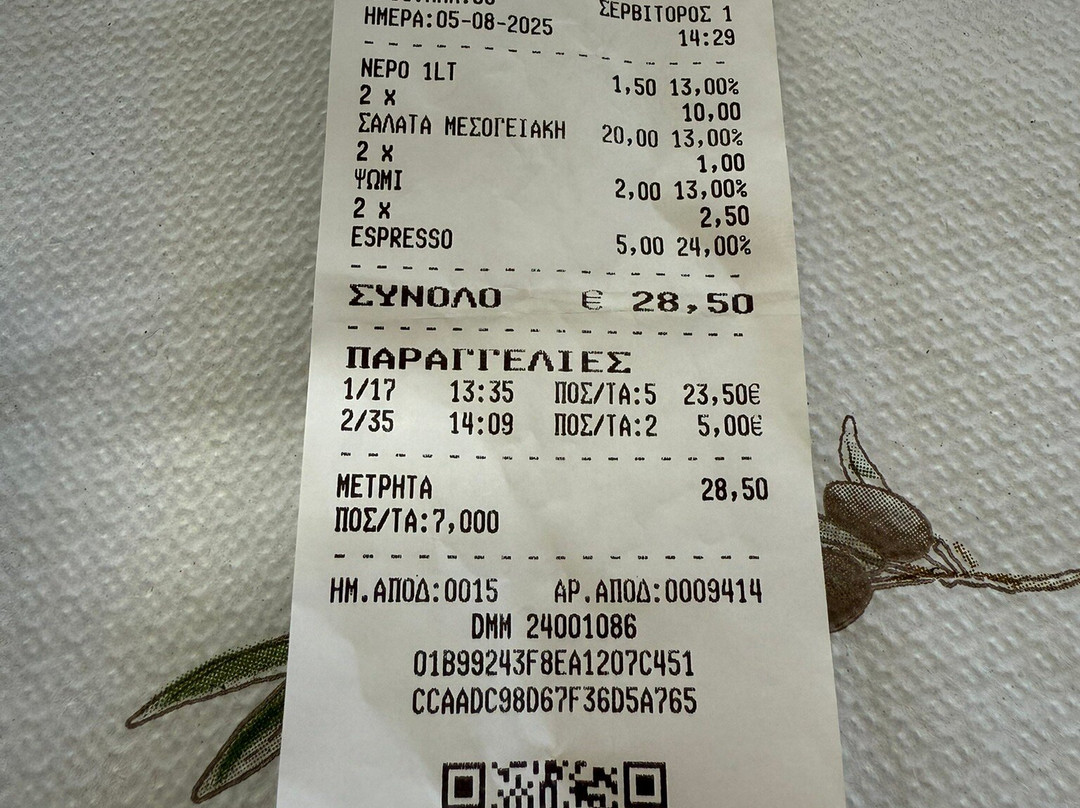 ΗΜΕΡΑ:05-08-2025 ΣΕΡΒΙΤΟΡΟΣ 1
14:29
ΝΕΡΟ 1LT 1,50 13,00%
2 x 10,00
ΣΑΛΑΤΑ ΜΕΣΟΓΕΙΑΚΗ 20,00 13,00%
2 x 1,00
ΨΩΜΙ 2,00 13,00%
2 x 2,50
ESPRESSO 5,00 24,00%
ΣΥΝΟΛΟ € 28,50
ΠΑΡΑΓΓΕΛΙΕΣ
1/17 13:35 ΠΟΣ/ΤΑ:5 23,50€
2/35 14:09 ΠΟΣ/ΤΑ:2 5,00€
ΜΕΤΡΗΤΑ 28,50
ΠΟΣ/ΤΑ:7,000
ΗΜ.ΑΠΟΔ:0015 ΑΡ.ΑΠΟΔ:0009414
DMM 24001086
01B99243F8EA1207C451
CCAADC98D67F36D5A765